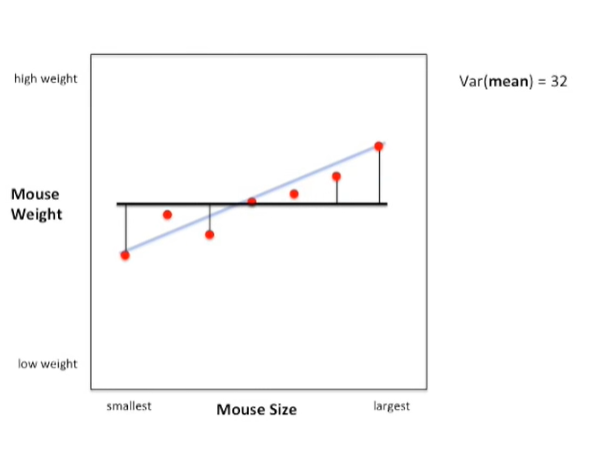 high weight
Var(mean) = 32
Mouse
Weight
low weight
smallest
Mouse Size
largest